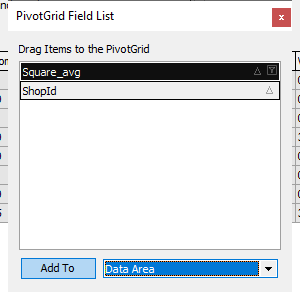 PivotGrid Field List
x
Drag Items to the PivotGrid
Square_avg
ShopId
Add To
Data Area